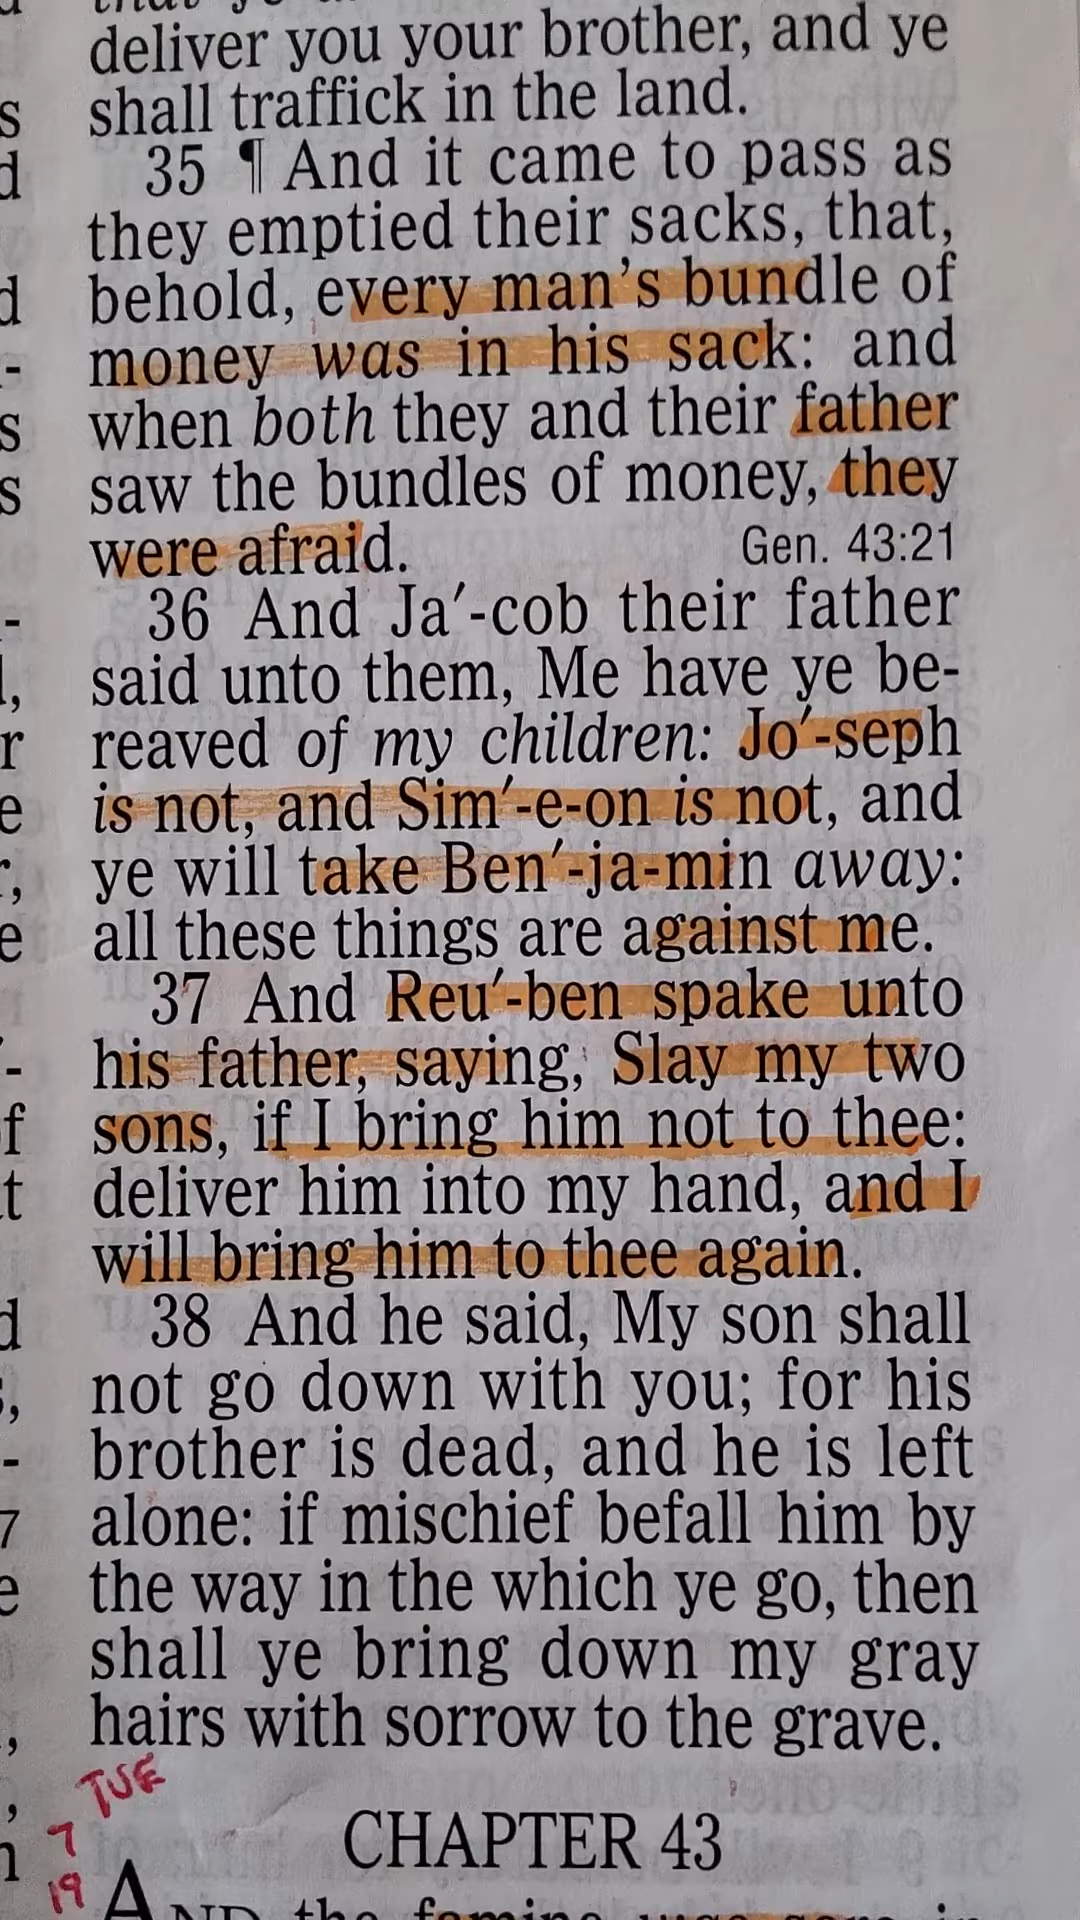 that ye
deliver you your brother, and ye
shall traffick in the land.
35 ¶ And it came to pass as
they emptied their sacks, that,
behold, every man's bundle of
money was in his sack: and
when both they and their father
saw the bundles of money, they
were afraid. Gen. 43:21
36 And Ja′-cob their father
said unto them, Me have ye be-
reaved of my children: Jo′-seph
is not, and Sim′-e-on is not, and
ye will take Ben′-ja-min away:
all these things are against me.
37 And Reu′-ben spake unto
his father, saying, Slay my two
sons, if I bring him not to thee:
deliver him into my hand, and I
will bring him to thee again.
38 And he said, My son shall
not go down with you; for his
brother is dead, and he is left
alone: if mischief befall him by
the way in the which ye go, then
shall ye bring down my gray
hairs with sorrow to the grave.
TUE
7
19
CHAPTER 43
AND the famine was sore in